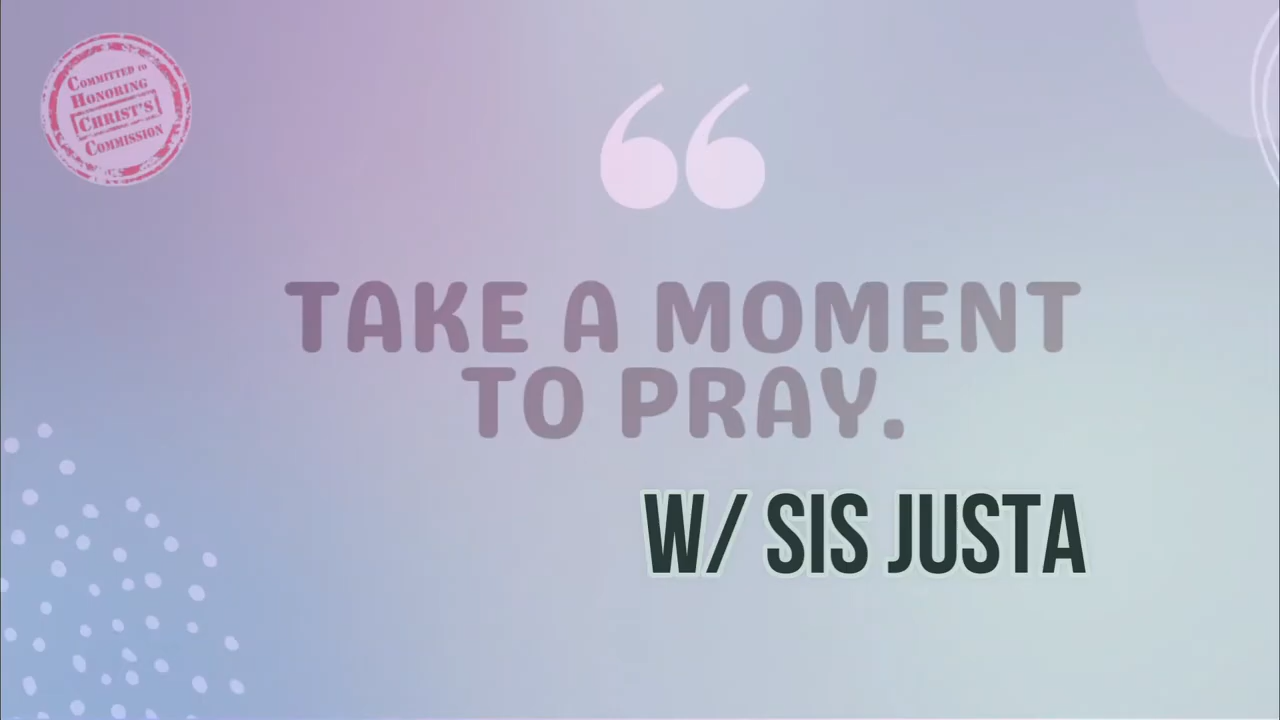 COMMITTED TO
HONORING
CHRIST'S
COMMISSION
“
TAKE A MOMENT
TO PRAY.
W/ SIS JUSTA